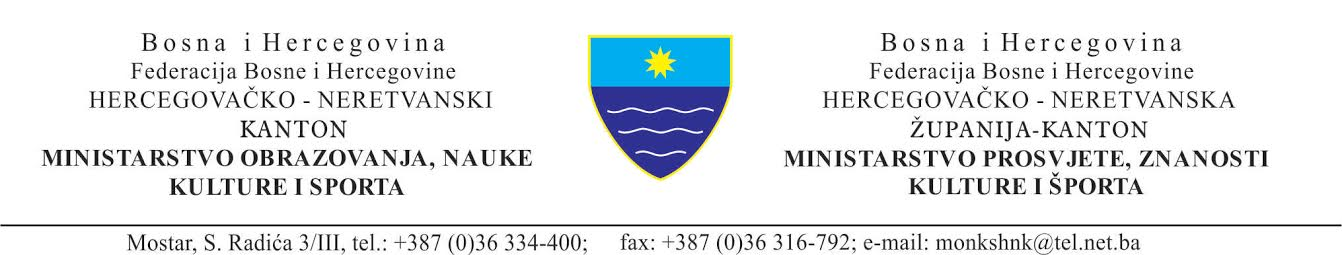 Bosna i Hercegovina
Federacija Bosne i Hercegovine
HERCEGOVAČKO - NERETVANSKI
KANTON
MINISTARSTVO OBRAZOVANJA, NAUKE
KULTURE I SPORTA
Bosna i Hercegovina
Federacija Bosne i Hercegovine
HERCEGOVAČKO - NERETVANSKA
ŽUPANIJA-KANTON
MINISTARSTVO PROSVJETE, ZNANOSTI
KULTURE I ŠPORTA
Mostar, S. Radića 3/III, tel.: +387 (0)36 334-400; fax: +387 (0)36 316-792; e-mail: monkshnk@tel.net.ba